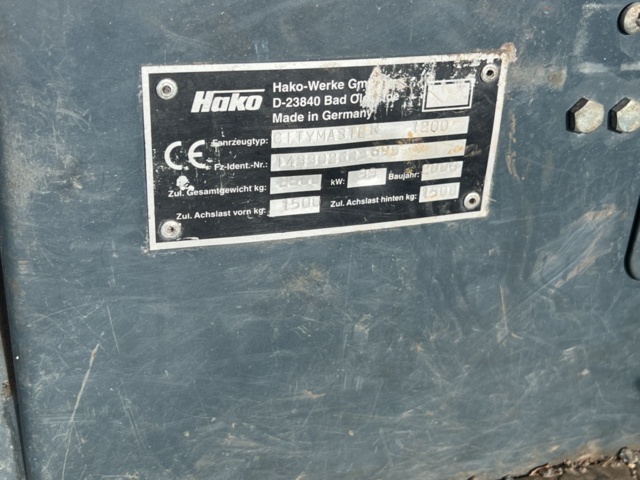 Hako
Hako-Werke
D-23840 Bad
Made in Germany
Fahrzeugtyp: CITYMASTER 1200
CE
Fz-Ident.-Nr.:
Zul. Gesamtgewicht kg: kW: Baujahr:
Zul. Achslast vorn kg: 1500 Zul. Achslast hinten kg: 1500